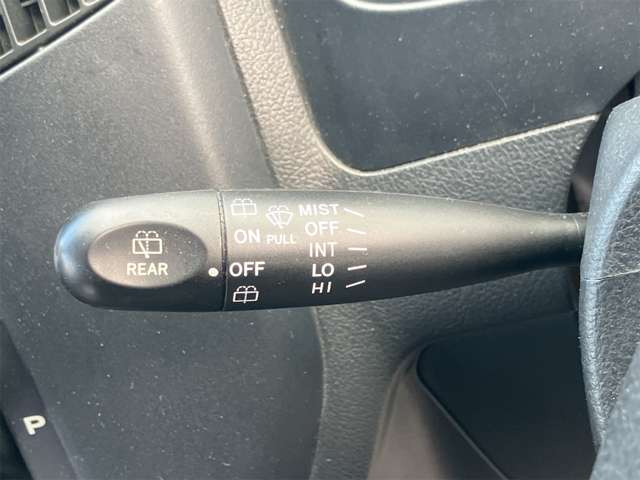 REAR
ON
OFF
PULL
MIST
OFF
INT
LO
HI
P